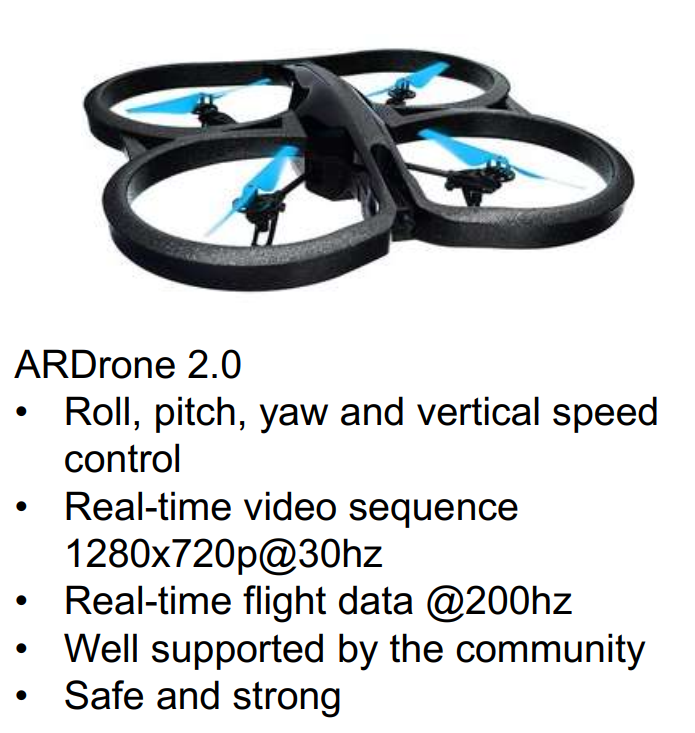 ARDrone 2.0
• Roll, pitch, yaw and vertical speed
control
• Real-time video sequence
1280x720p@30hz
• Real-time flight data @200hz
• Well supported by the community
• Safe and strong